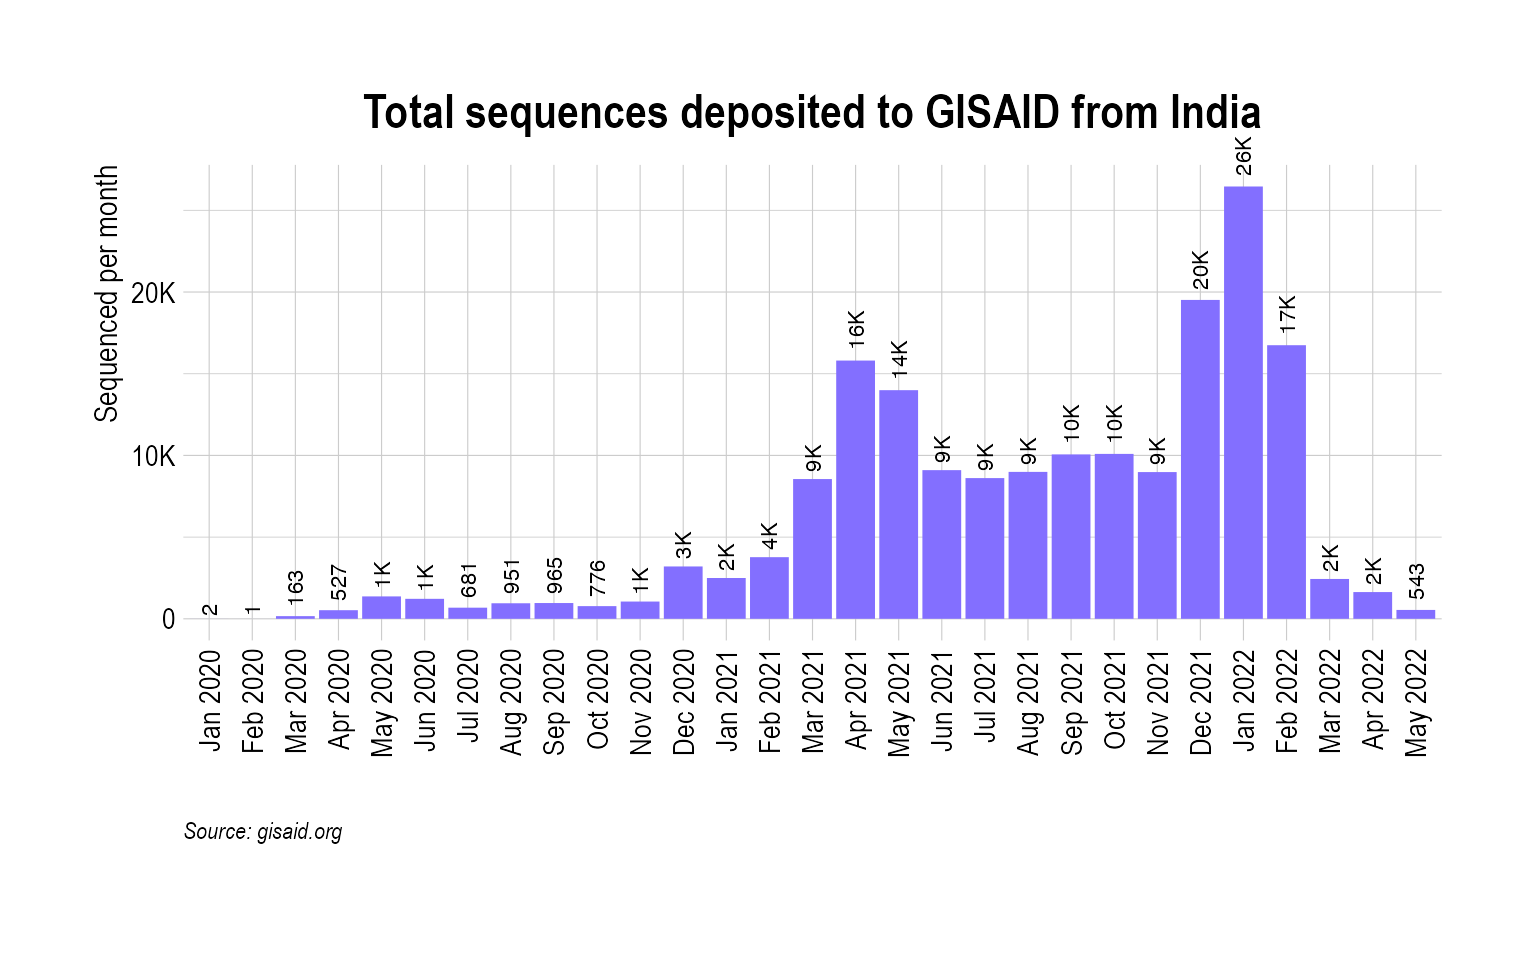 Total sequences deposited to GISAID from India
Sequenced per month
20K
10K
0
2
1
163
527
1K
1K
681
951
965
776
1K
3K
2K
4K
9K
16K
14K
9K
9K
9K
10K
10K
9K
20K
26K
17K
2K
2K
543
Jan 2020
Feb 2020
Mar 2020
Apr 2020
May 2020
Jun 2020
Jul 2020
Aug 2020
Sep 2020
Oct 2020
Nov 2020
Dec 2020
Jan 2021
Feb 2021
Mar 2021
Apr 2021
May 2021
Jun 2021
Jul 2021
Aug 2021
Sep 2021
Oct 2021
Nov 2021
Dec 2021
Jan 2022
Feb 2022
Mar 2022
Apr 2022
May 2022
Source: gisaid.org